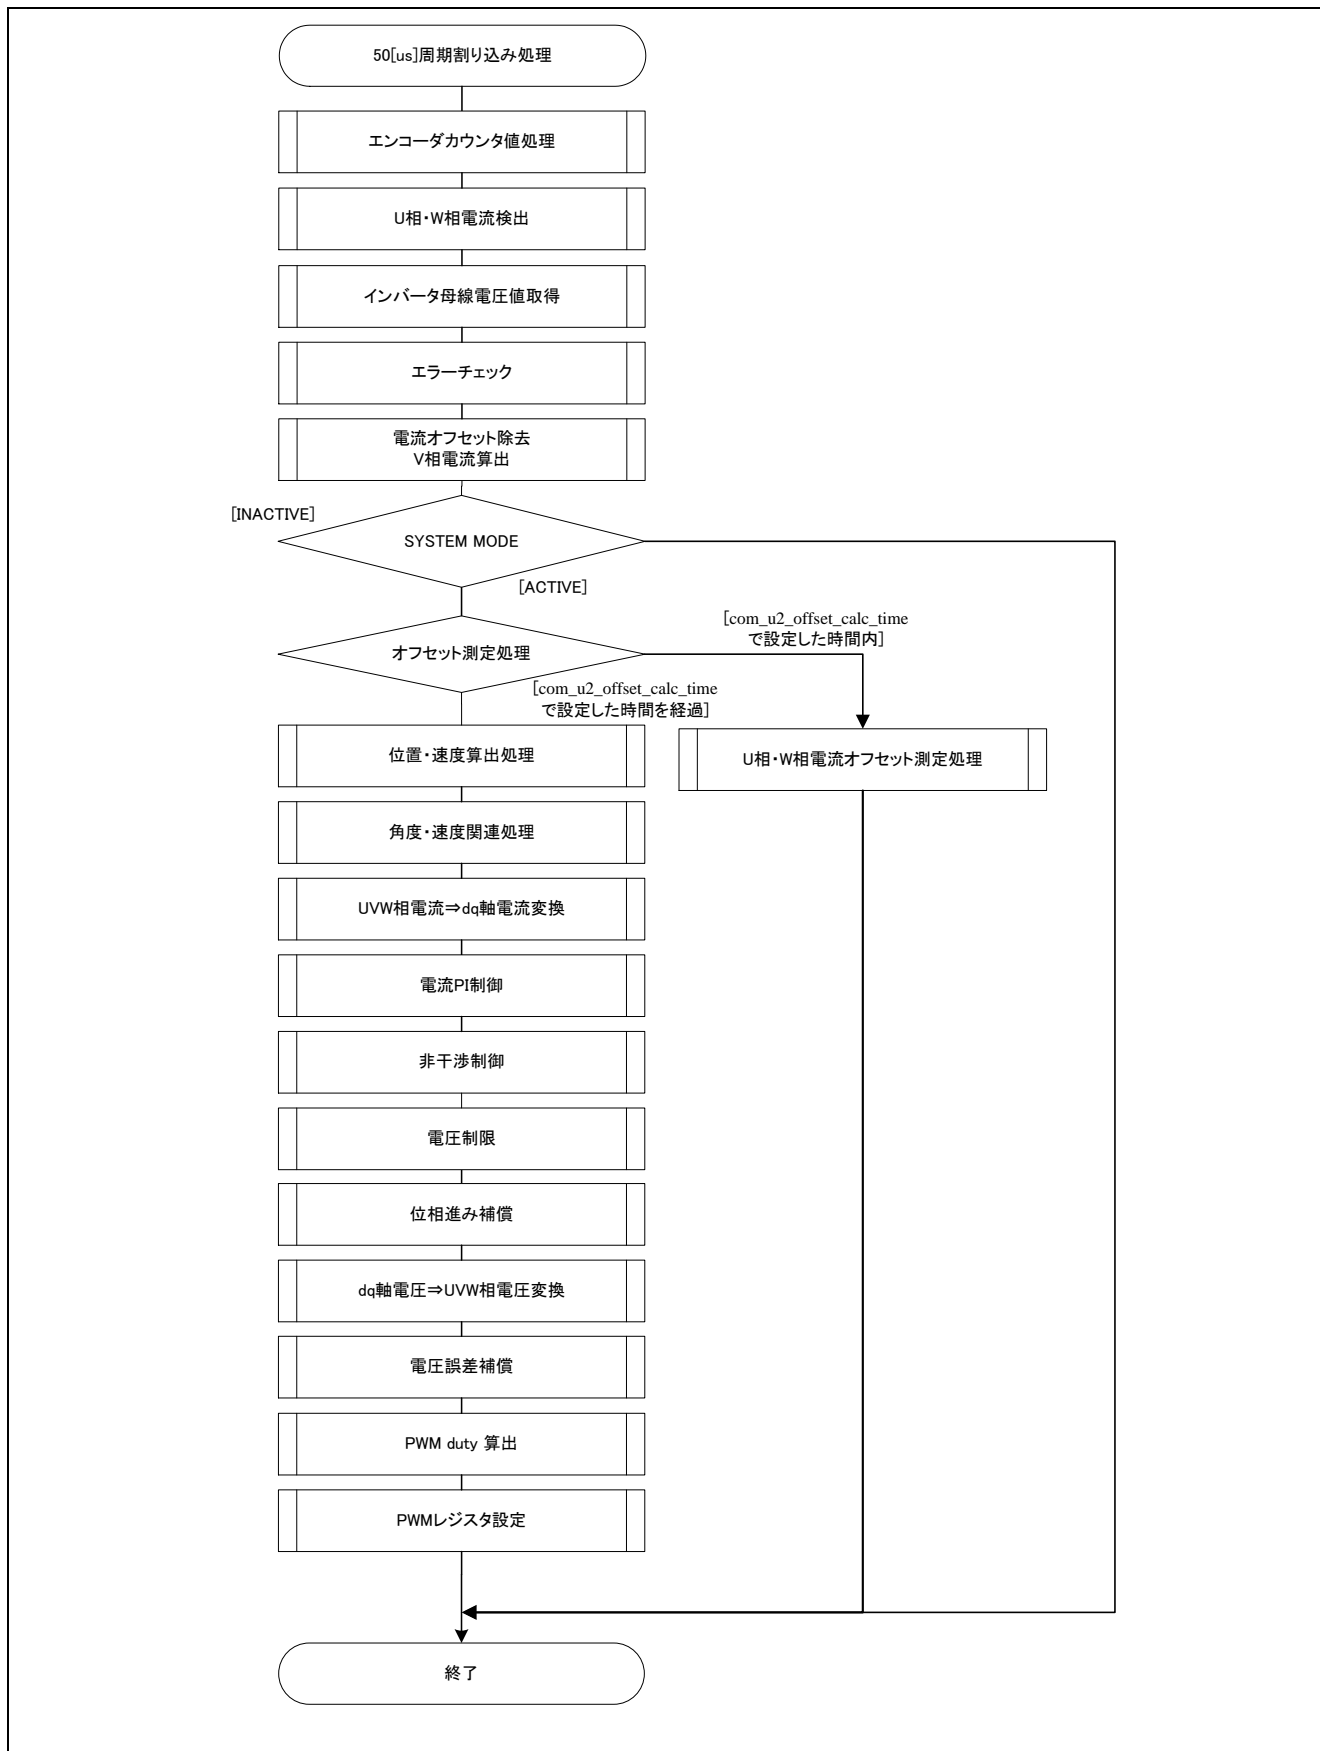 50[us]周期割り込み処理
エンコーダカウンタ値処理
U相・W相電流検出
インバータ母線電圧値取得
エラーチェック
電流オフセット除去
V相電流算出
[INACTIVE]
SYSTEM MODE
[ACTIVE]
オフセット測定処理
[com_u2_offset_calc_time
で設定した時間内]
[com_u2_offset_calc_time
で設定した時間を経過]
位置・速度算出処理
U相・W相電流オフセット測定処理
角度・速度関連処理
UVW相電流⇒dq軸電流変換
電流PI制御
非干渉制御
電圧制限
位相進み補償
dq軸電圧⇒UVW相電圧変換
電圧誤差補償
PWM duty 算出
PWMレジスタ設定
終了